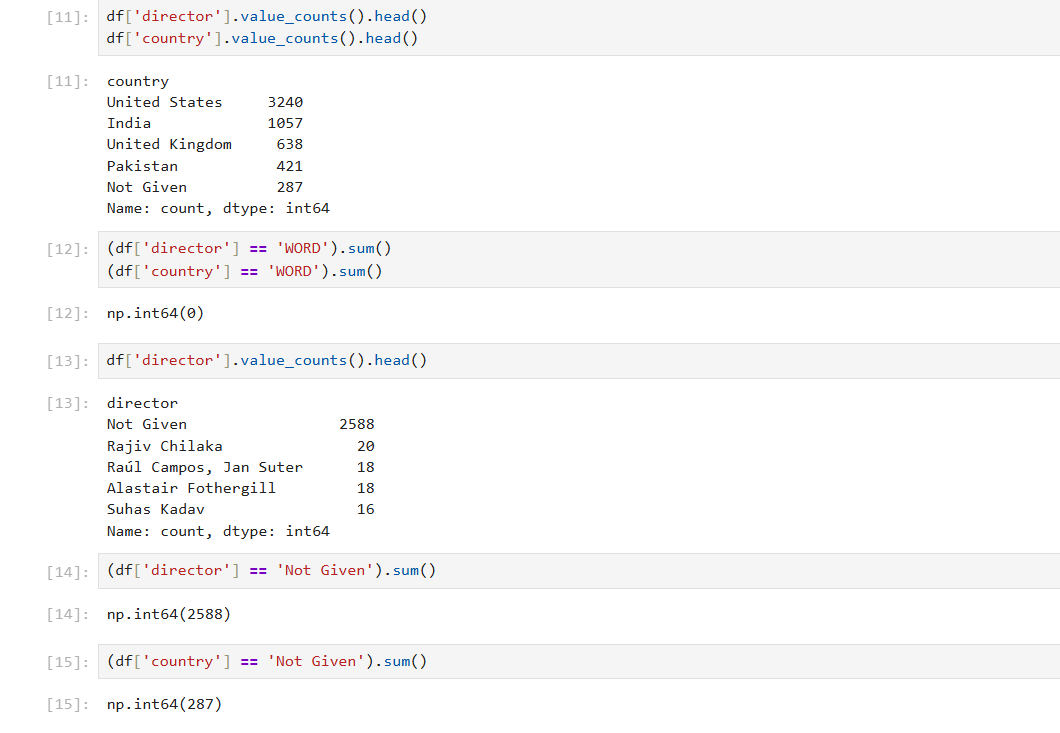 [11]: df['director'].value_counts().head()
df['country'].value_counts().head()
[11]: country
United States 3240
India 1057
United Kingdom 638
Pakistan 421
Not Given 287
Name: count, dtype: int64
[12]: (df['director'] == 'WORD').sum()
(df['country'] == 'WORD').sum()
[12]: np.int64(0)
[13]: df['director'].value_counts().head()
[13]: director
Not Given 2588
Rajiv Chilaka 20
Raúl Campos, Jan Suter 18
Alastair Fothergill 18
Suhas Kadav 16
Name: count, dtype: int64
[14]: (df['director'] == 'Not Given').sum()
[14]: np.int64(2588)
[15]: (df['country'] == 'Not Given').sum()
[15]: np.int64(287)